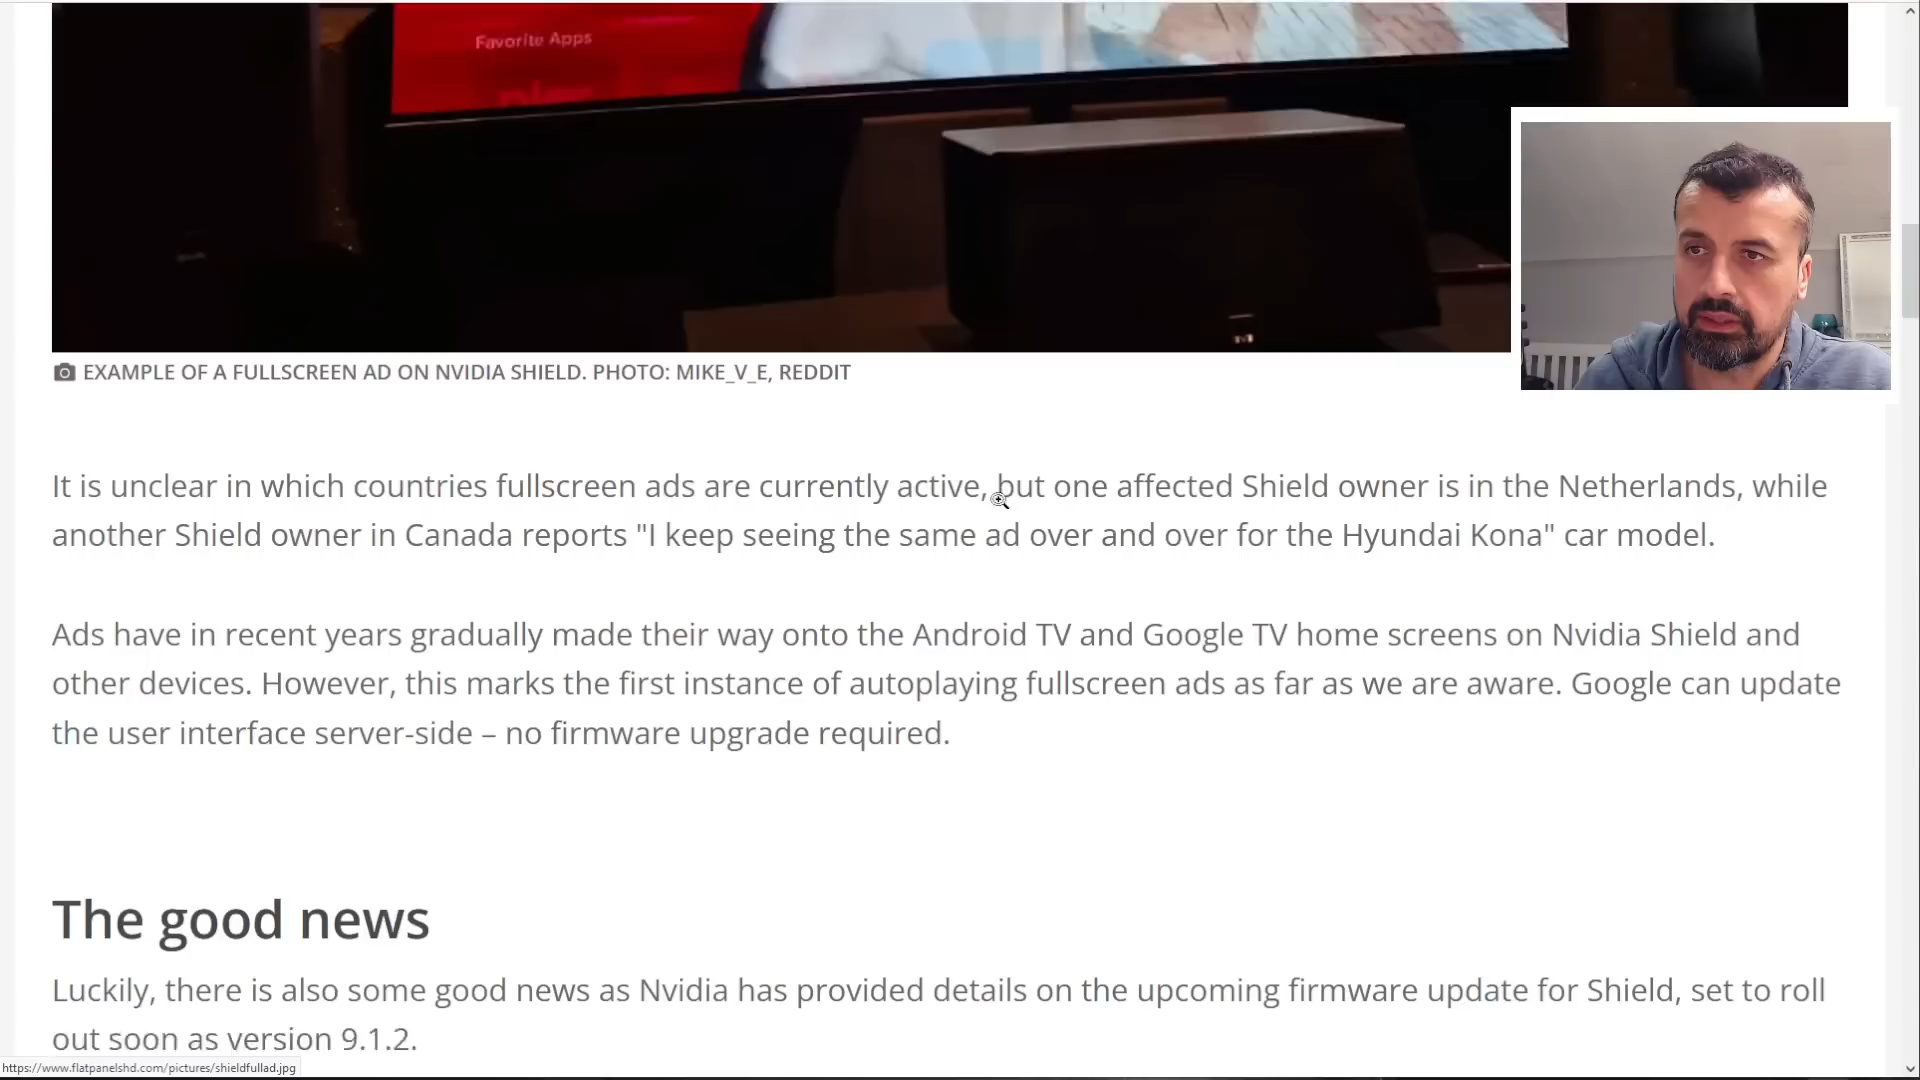 Favorite Apps
EXAMPLE OF A FULLSCREEN AD ON NVIDIA SHIELD. PHOTO: MIKE_V_E, REDDIT
It is unclear in which countries fullscreen ads are currently active, but one affected Shield owner is in the Netherlands, while
another Shield owner in Canada reports "I keep seeing the same ad over and over for the Hyundai Kona" car model.
Ads have in recent years gradually made their way onto the Android TV and Google TV home screens on Nvidia Shield and
other devices. However, this marks the first instance of autoplaying fullscreen ads as far as we are aware. Google can update
the user interface server-side – no firmware upgrade required.
The good news
Luckily, there is also some good news as Nvidia has provided details on the upcoming firmware update for Shield, set to roll
out soon as version 9.1.2.
https://www.flatpanelshd.com/pictures/shieldfullad.jpg